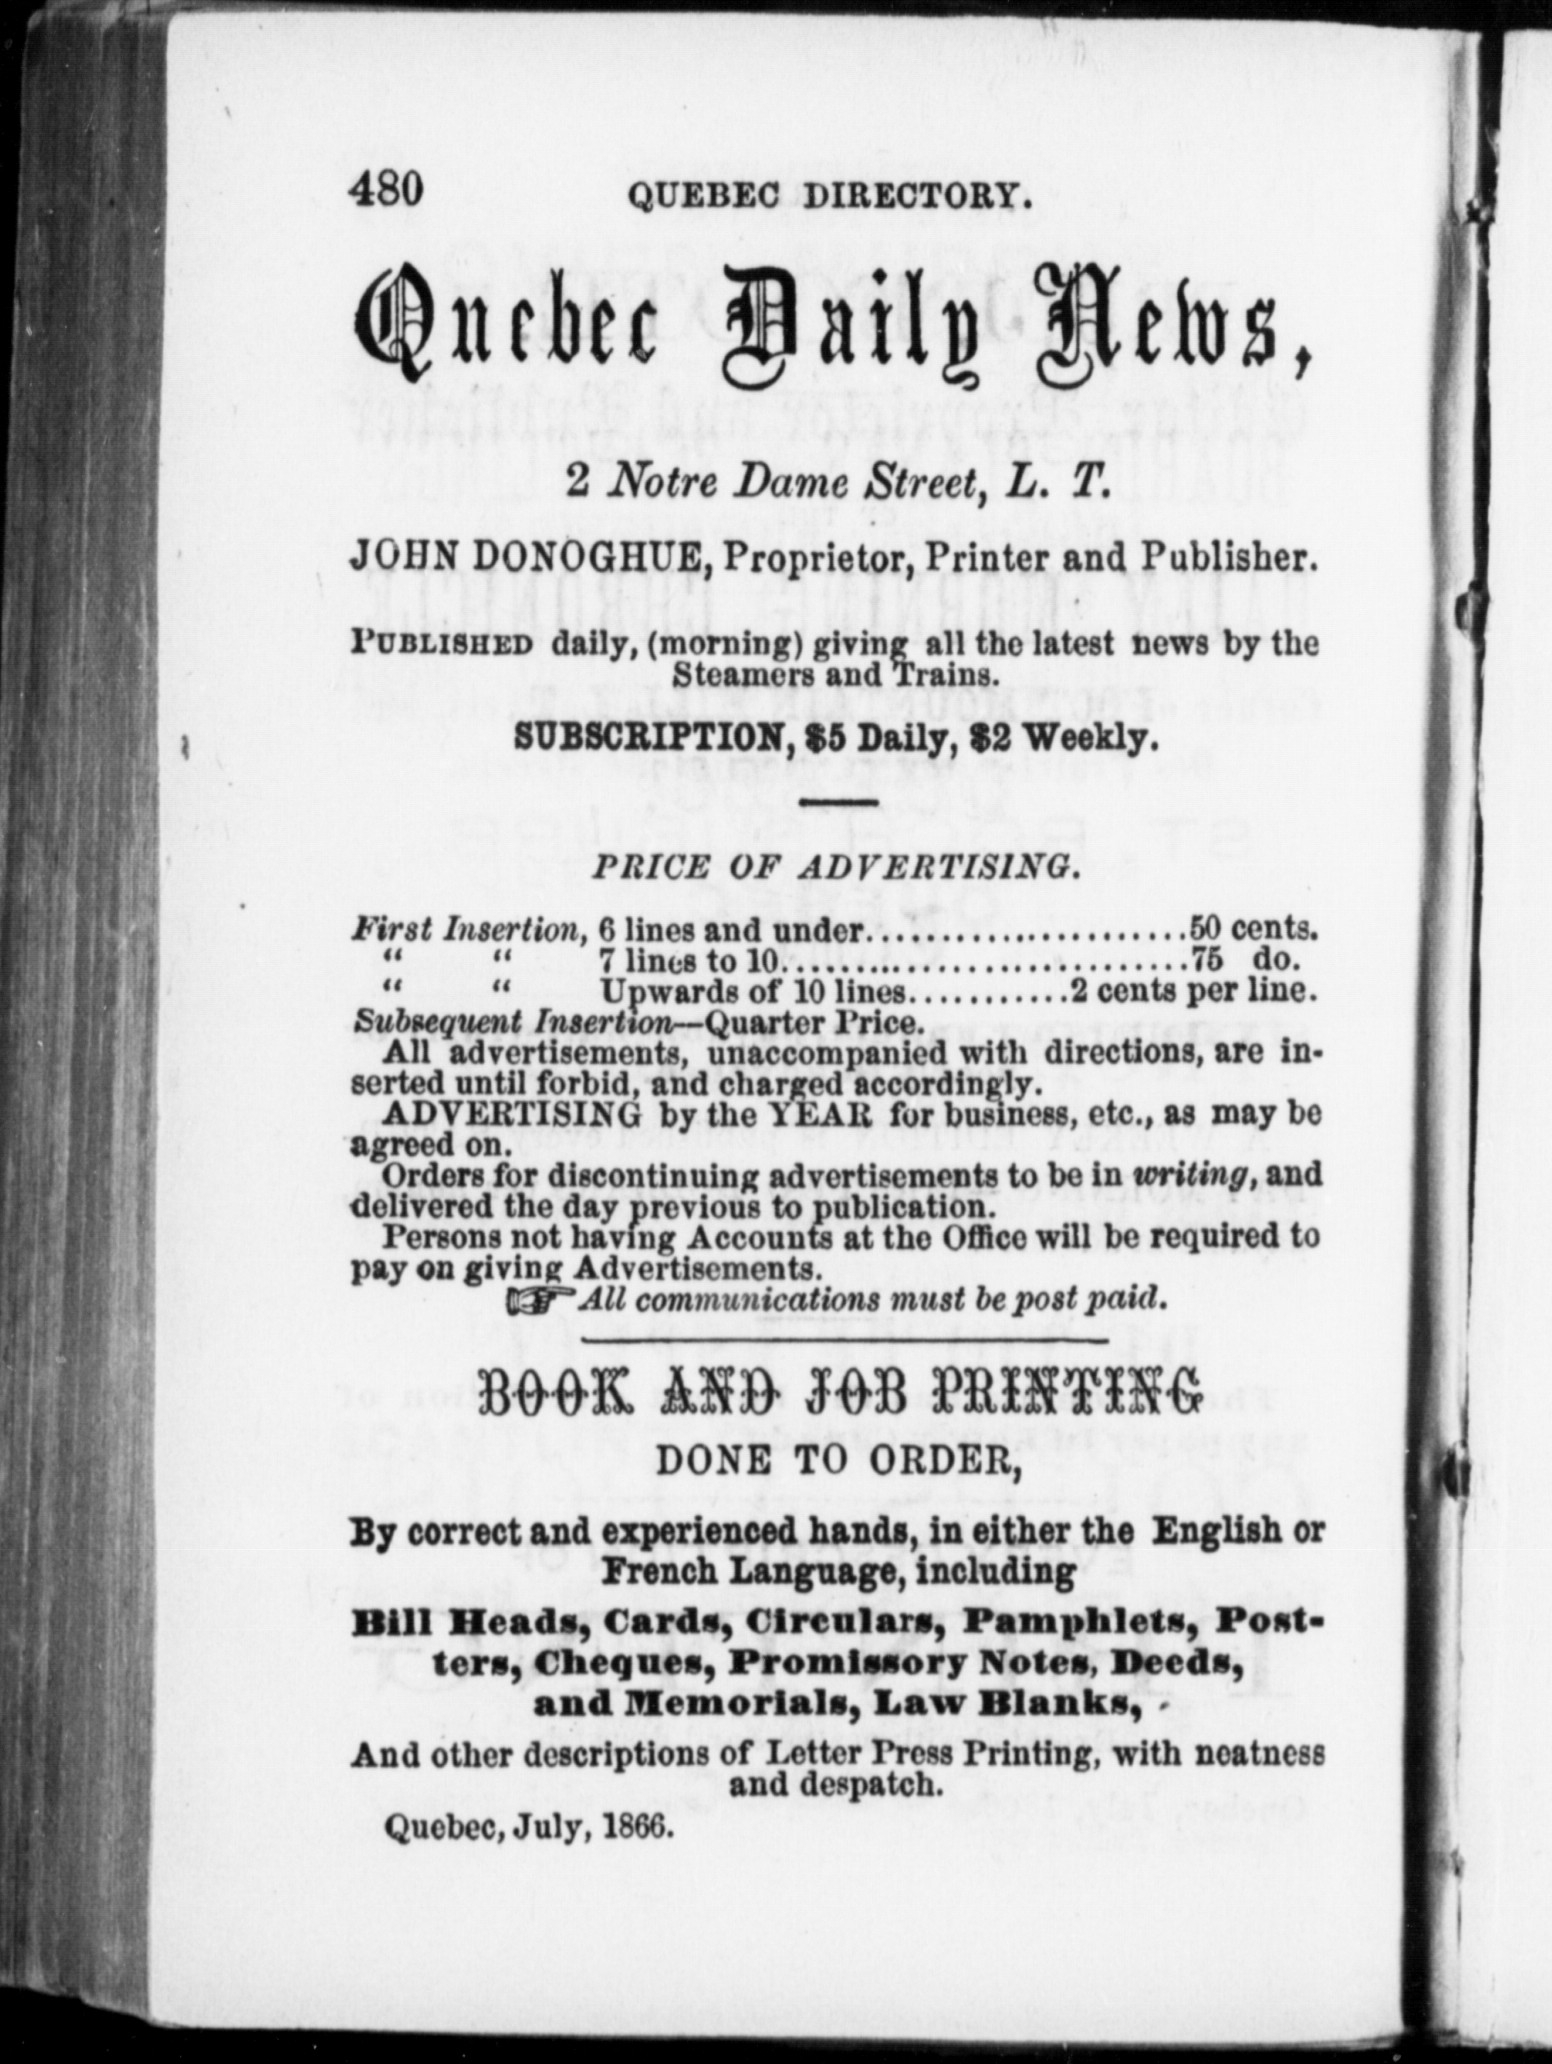 480 QUEBEC DIRECTORY.
Quebec Daily News,
2 Notre Dame Street, L. T.
JOHN DONOGHUE, Proprietor, Printer and Publisher.
PUBLISHED daily, (morning) giving all the latest news by the
Steamers and Trains.
SUBSCRIPTION, $5 Daily, $2 Weekly.
PRICE OF ADVERTISING.
First Insertion, 6 lines and under........................50 cents.
“ “ 7 lines to 10..............................75 do.
“ “ Upwards of 10 lines...........2 cents per line.
Subsequent Insertion—Quarter Price.
All advertisements, unaccompanied with directions, are in-
serted until forbid, and charged accordingly.
ADVERTISING by the YEAR for business, etc., as may be
agreed on.
Orders for discontinuing advertisements to be in writing, and
delivered the day previous to publication.
Persons not having Accounts at the Office will be required to
pay on giving Advertisements.
☞ All communications must be post paid.
BOOK AND JOB PRINTING
DONE TO ORDER,
By correct and experienced hands, in either the English or
French Language, including
Bill Heads, Cards, Circulars, Pamphlets, Post-
ters, Cheques, Promissory Notes, Deeds,
and Memorials, Law Blanks,
And other descriptions of Letter Press Printing, with neatness
and despatch.
Quebec, July, 1866.